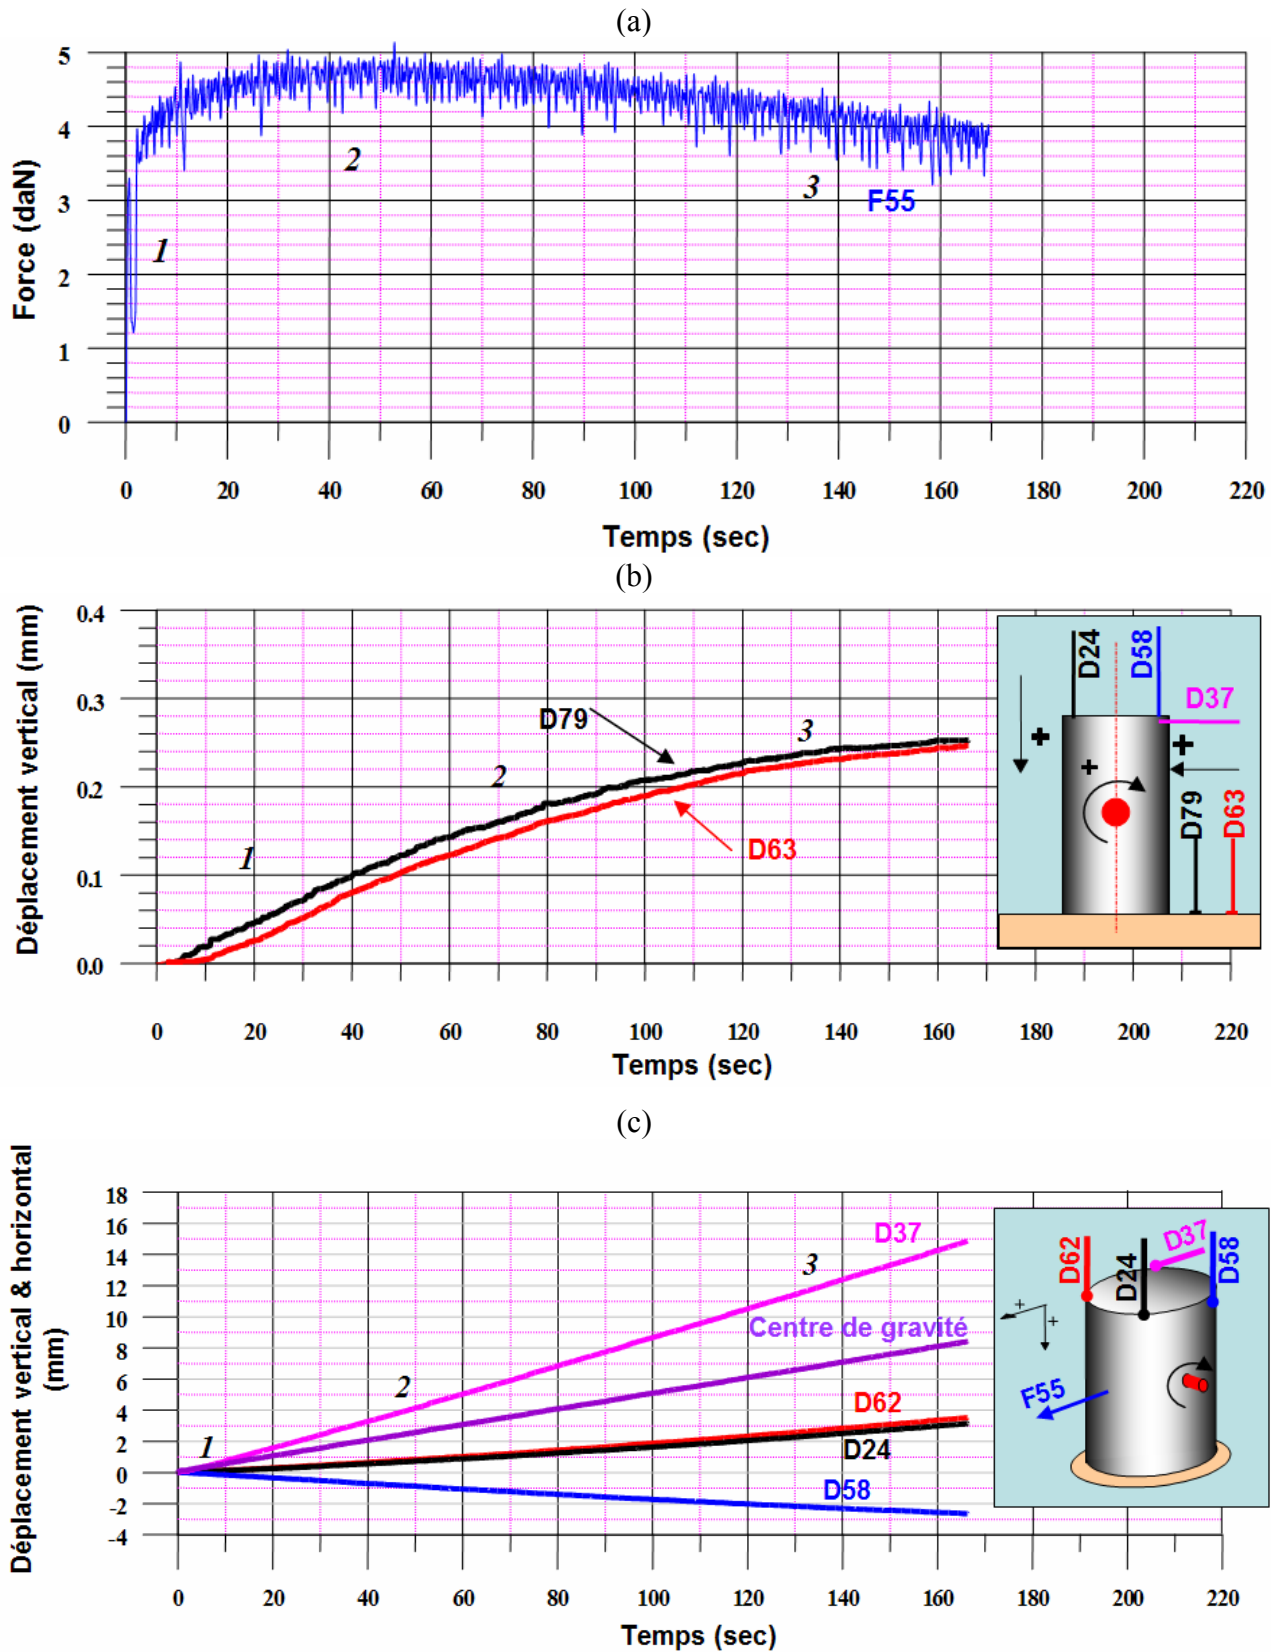 (a)
Force (daN)
5
4
3
2
1
0
1
2
3
F55
0 20 40 60 80 100 120 140 160 180 200 220
Temps (sec)
(b)
Déplacement vertical (mm)
0.4
0.3
0.2
0.1
0.0
1
2
3
D79
D63
D24
D58
D37
+
+
+
D79
D63
0 20 40 60 80 100 120 140 160 180 200 220
Temps (sec)
(c)
Déplacement vertical & horizontal
(mm)
18
16
14
12
10
8
6
4
2
0
-2
-4
1
2
3
D37
Centre de gravité
D62
D24
D58
D62
D24
D37
D58
+
+
F55
0 20 40 60 80 100 120 140 160 180 200 220
Temps (sec)